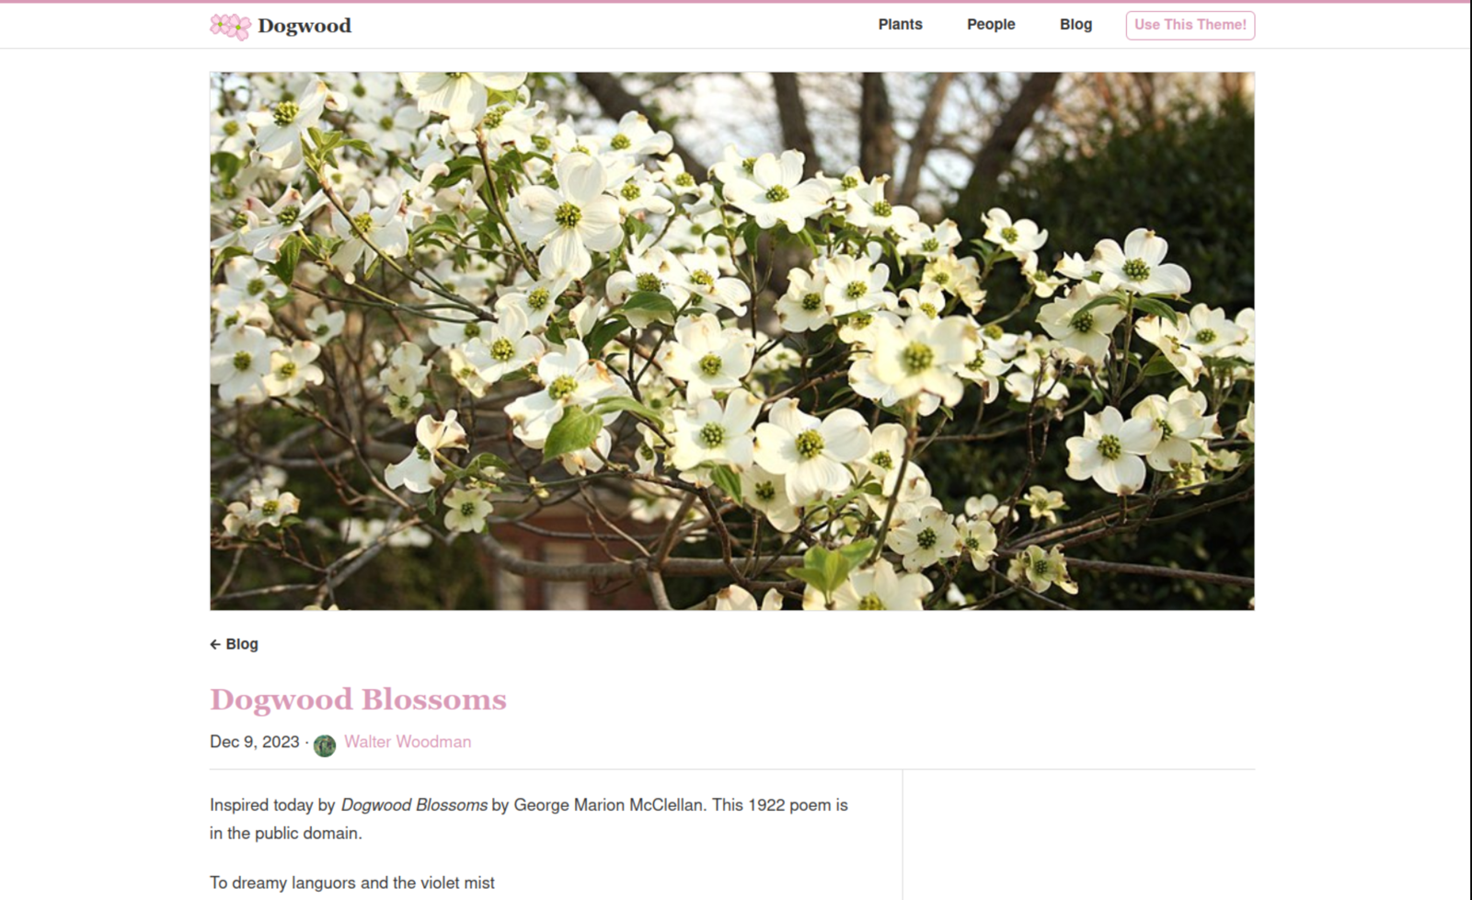 Dogwood
Plants People Blog Use This Theme!
← Blog
Dogwood Blossoms
Dec 9, 2023 · Walter Woodman
Inspired today by Dogwood Blossoms by George Marion McClellan. This 1922 poem is
in the public domain.
To dreamy languors and the violet mist